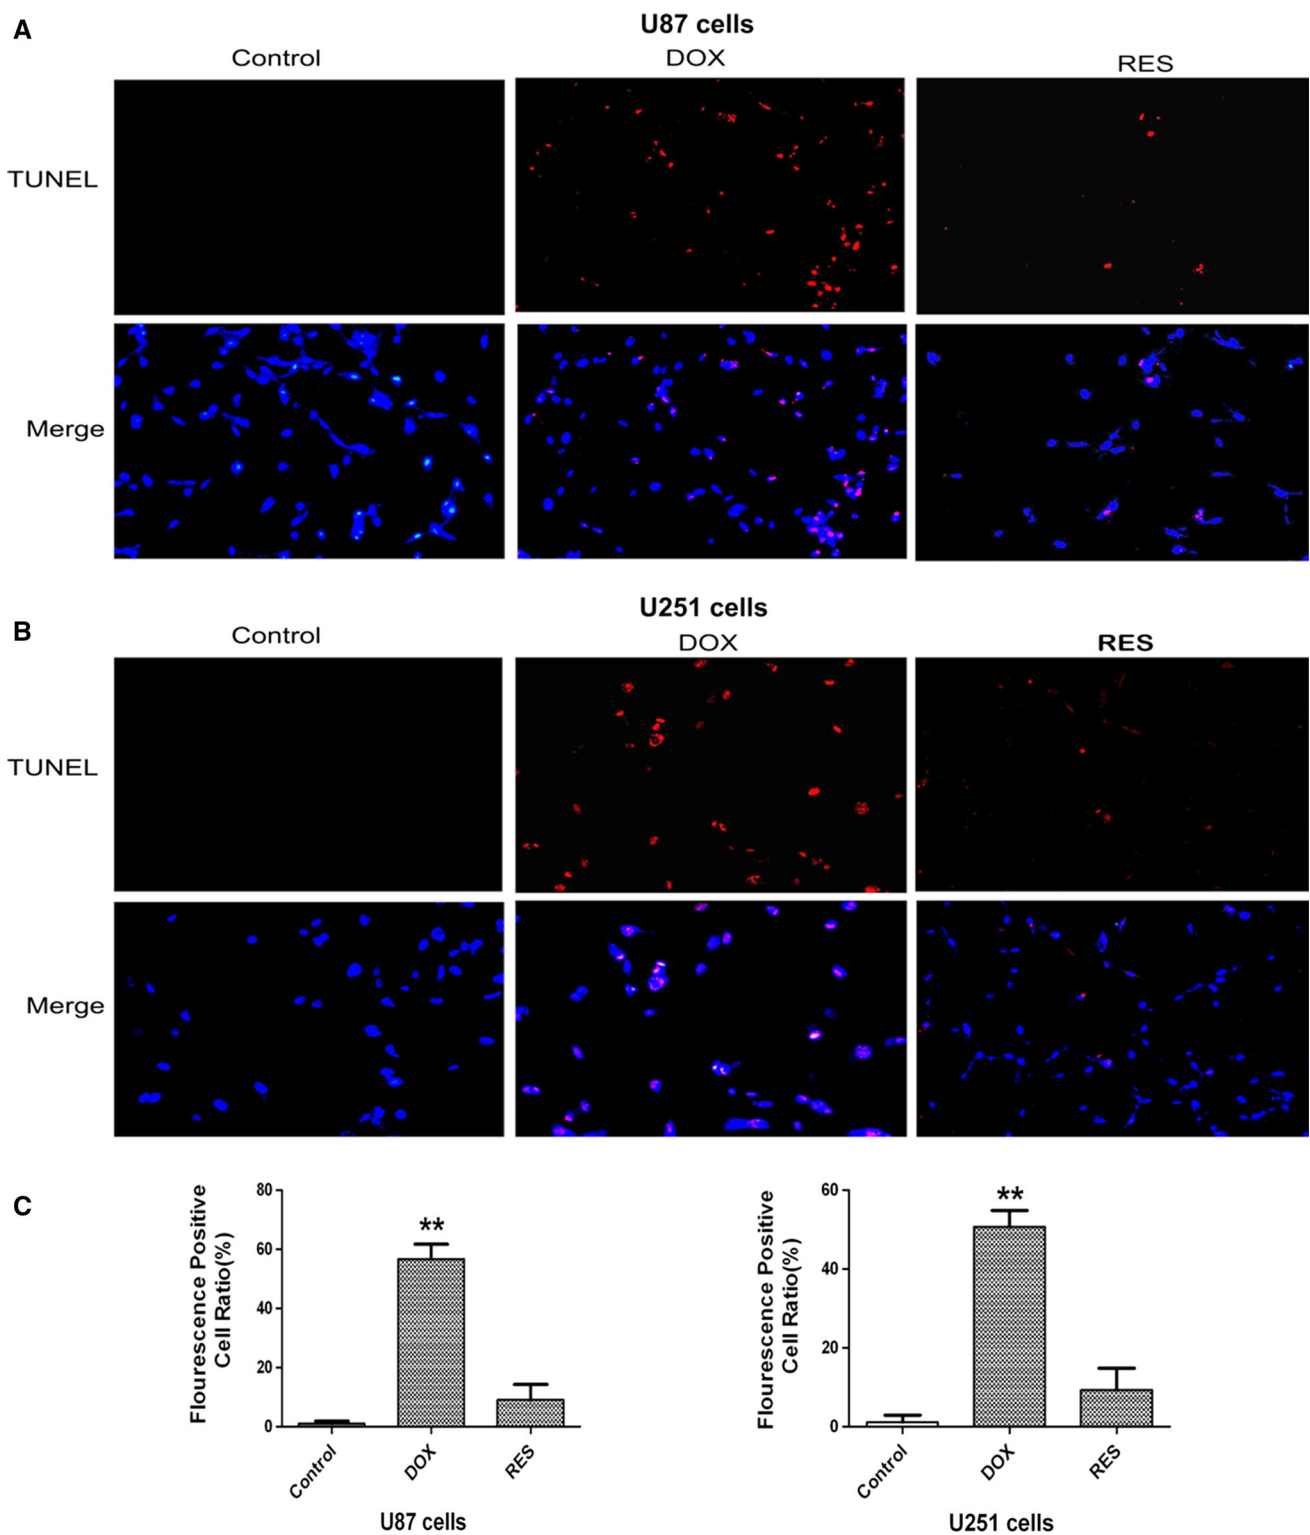 A
U87 cells
Control
DOX
RES
TUNEL
Merge
B
U251 cells
Control
DOX
RES
TUNEL
Merge
C
Flourescence Positive
Cell Ratio(%)
80
60
40
20
0
**
Control
DOX
RES
U87 cells
Flourescence Positive
Cell Ratio(%)
60
40
20
0
**
Control
DOX
RES
U251 cells